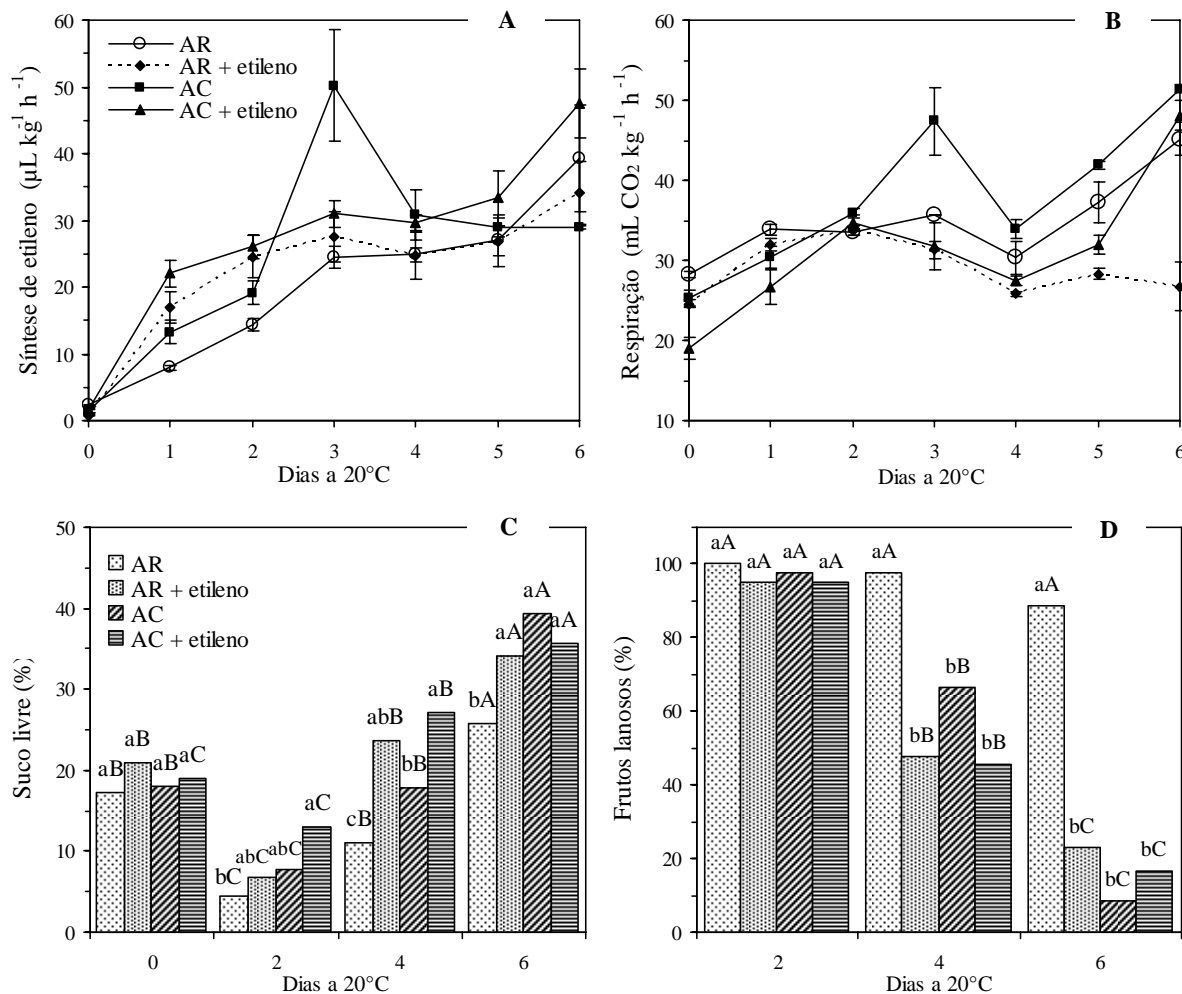 A
Síntese de etileno (µL kg⁻¹ h⁻¹)
60
50
40
30
20
10
0
AR
AR + etileno
AC
AC + etileno
0 1 2 3 4 5 6
Dias a 20°C
B
Respiração (mL CO₂ kg⁻¹ h⁻¹)
60
50
40
30
20
10
0 1 2 3 4 5 6
Dias a 20°C
C
Suco livre (%)
50
40
30
20
10
0
AR
AR + etileno
AC
AC + etileno
aB aB aB aC
bC abC abC aC
cB abB bB aB
bA aA aA aA
0 2 4 6
Dias a 20°C
D
Frutos lanosos (%)
100
80
60
40
20
0
aA aA aA aA
aA bB bB bB
aA bC bC bC
2 4 6
Dias a 20°C